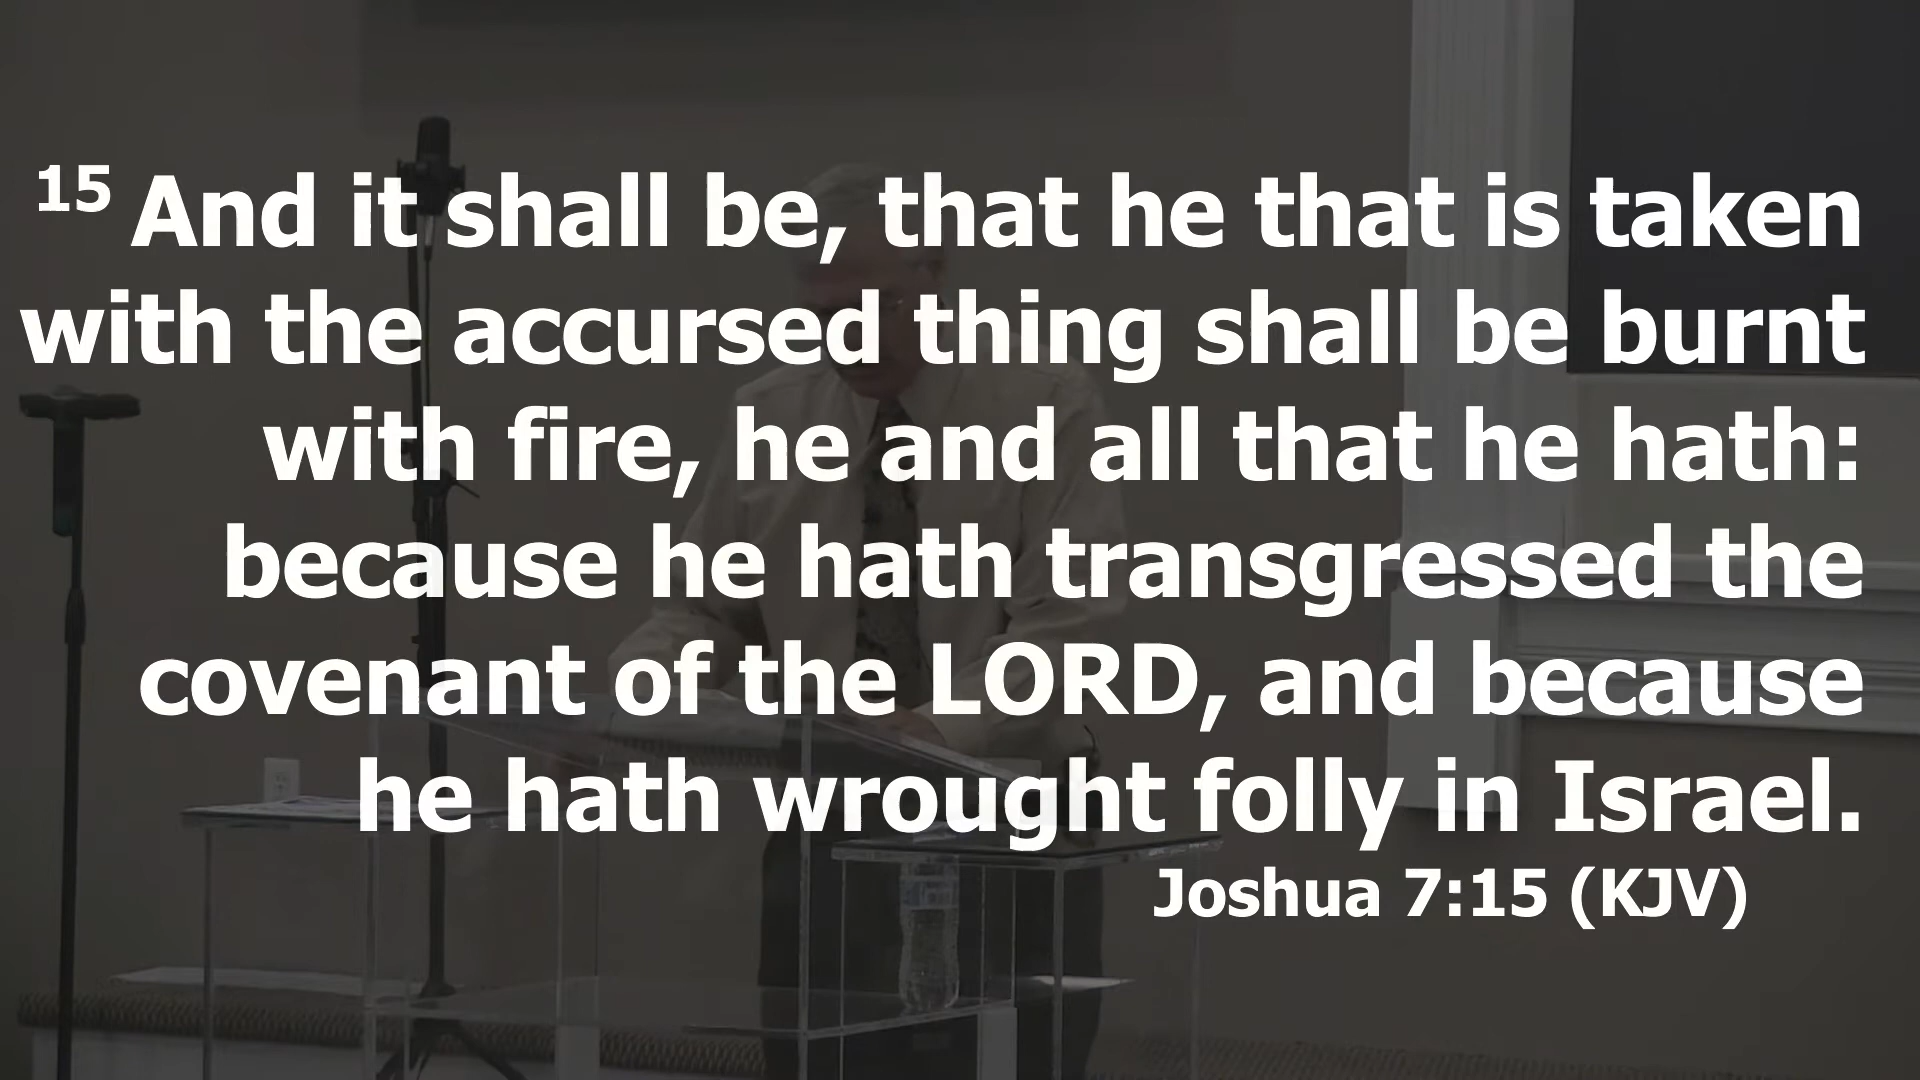 15 And it shall be, that he that is taken
with the accursed thing shall be burnt
with fire, he and all that he hath:
because he hath transgressed the
covenant of the LORD, and because
he hath wrought folly in Israel.
Joshua 7:15 (KJV)